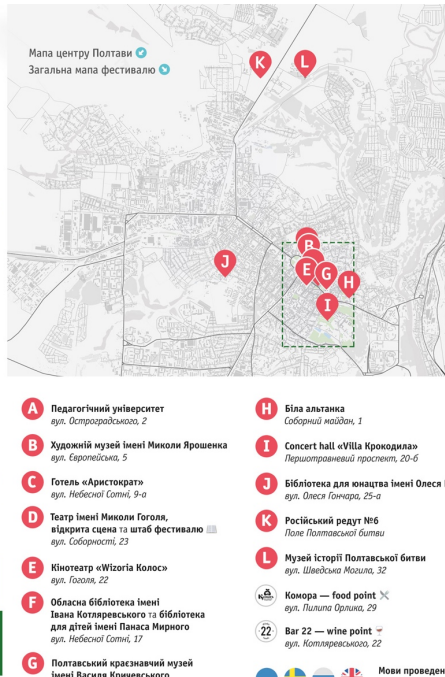 Мапа центру Полтави
Загальна мапа фестивалю
K
L
B
J
E
G
H
I
A
Педагогічний університет
вул. Остроградського, 2
B
Художній музей імені Миколи Ярошенка
вул. Європейська, 5
C
Готель «Аристократ»
вул. Небесної Сотні, 9-а
D
Театр імені Миколи Гоголя,
відкрита сцена та штаб фестивалю
вул. Соборності, 23
E
Кінотеатр «Wizoria Колос»
вул. Гоголя, 22
F
Обласна бібліотека імені
Івана Котляревського та бібліотека
для дітей імені Панаса Мирного
вул. Небесної Сотні, 17
G
Полтавський краєзнавчий музей
імені Василя Кричевського
H
Біла альтанка
Соборний майдан, 1
I
Concert hall «Villa Крокодила»
Першотравневий проспект, 20-б
J
Бібліотека для юнацтва імені Олеся
вул. Олеся Гончара, 25-а
K
Російський редут №6
Поле Полтавської битви
L
Музей історії Полтавської битви
вул. Шведська Могила, 32
Комора — food point
вул. Пилипа Орлика, 29
22
Bar 22 — wine point
вул. Котляревського, 22
Мови проведен